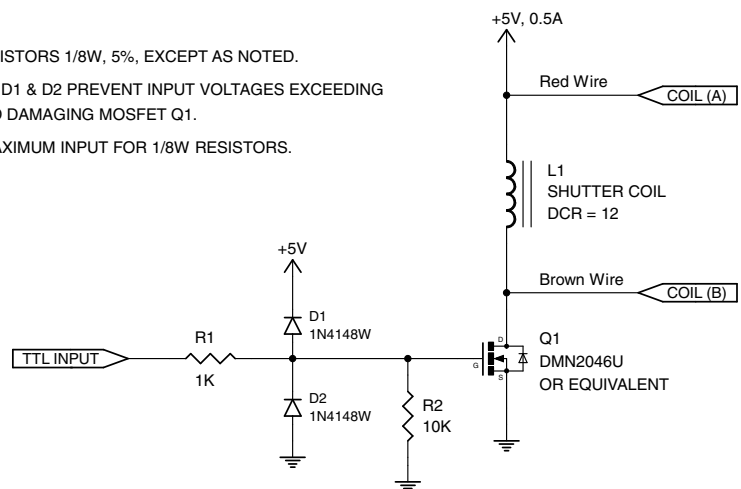 +5V, 0.5A
ISTORS 1/8W, 5%, EXCEPT AS NOTED.
D1 & D2 PREVENT INPUT VOLTAGES EXCEEDING
DAMAGING MOSFET Q1.
AXIMUM INPUT FOR 1/8W RESISTORS.
Red Wire
COIL (A)
L1
SHUTTER COIL
DCR = 12
+5V
Brown Wire
COIL (B)
D1
1N4148W
TTL INPUT
R1
1K
D2
1N4148W
R2
10K
D
G
S
Q1
DMN2046U
OR EQUIVALENT